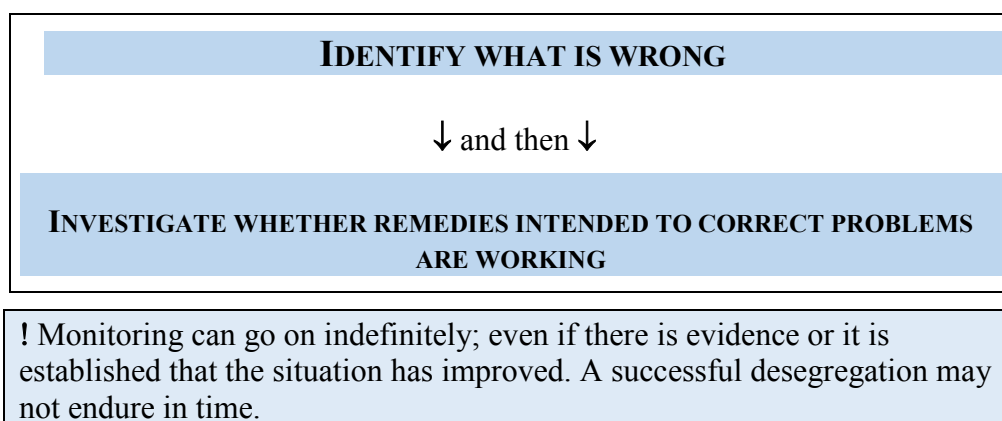 IDENTIFY WHAT IS WRONG
↓ and then ↓
INVESTIGATE WHETHER REMEDIES INTENDED TO CORRECT PROBLEMS
ARE WORKING
! Monitoring can go on indefinitely; even if there is evidence or it is
established that the situation has improved. A successful desegregation may
not endure in time.